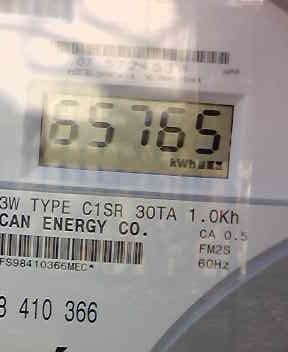 65765
kWh
3W TYPE C1SR 30TA 1.0Kh
CAN ENERGY CO.
CA 0.5
FM2S
60Hz
FS98410366MEC*
8 410 366